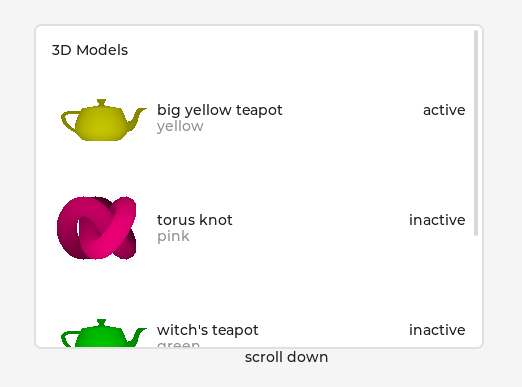 3D Models
big yellow teapot active
yellow
torus knot inactive
pink
witch's teapot inactive
green
scroll down